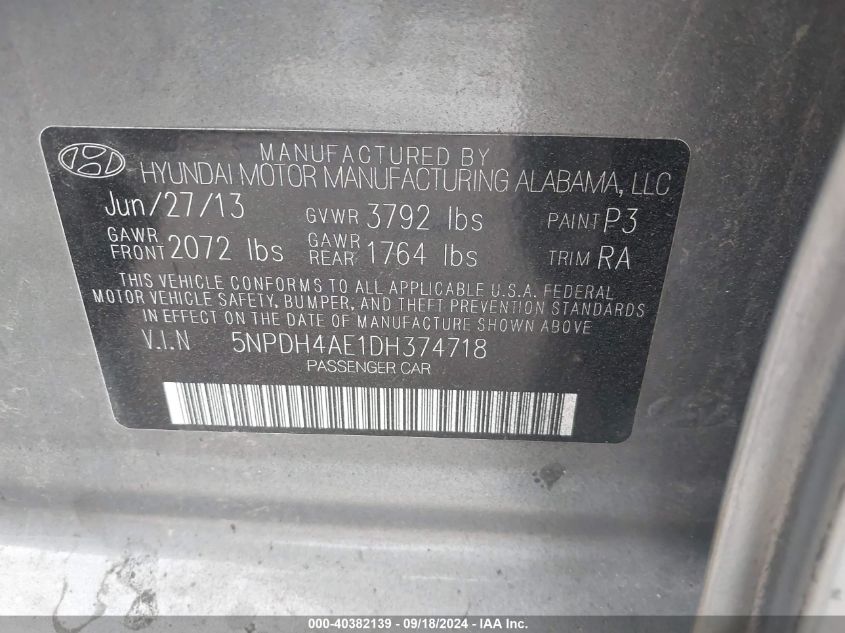 MANUFACTURED BY
HYUNDAI MOTOR MANUFACTURING ALABAMA, LLC
Jun/27/13 GVWR 3792 lbs PAINT P3
GAWR FRONT 2072 lbs GAWR REAR 1764 lbs TRIM RA
THIS VEHICLE CONFORMS TO ALL APPLICABLE U.S.A. FEDERAL
MOTOR VEHICLE SAFETY, BUMPER, AND THEFT PREVENTION STANDARDS
IN EFFECT ON THE DATE OF MANUFACTURE SHOWN ABOVE.
V.I.N 5NPDH4AE1DH374718
PASSENGER CAR
000-40382139 - 09/18/2024 - IAA Inc.